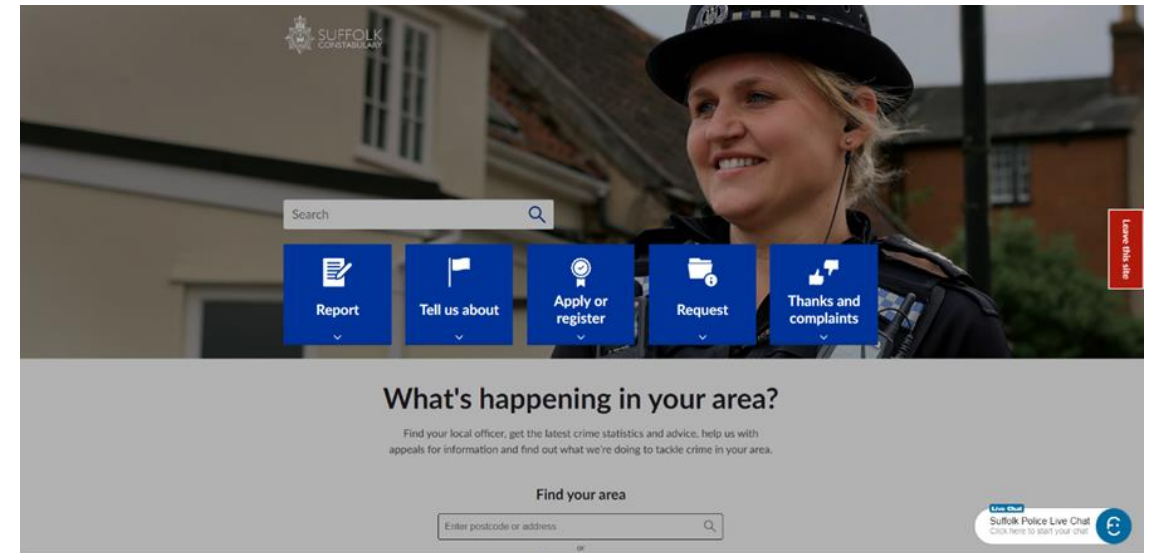 SUFFOLK
CONSTABULARY
Search
Report
Tell us about
Apply or
register
Request
Thanks and
complaints
Leave this site
What's happening in your area?
Find your local officer, get the latest crime statistics and advice, help us with
appeals for information and find out what we're doing to tackle crime in your area.
Find your area
Enter postcode or address
or
Live Chat
Suffolk Police Live Chat
Click here to start your chat